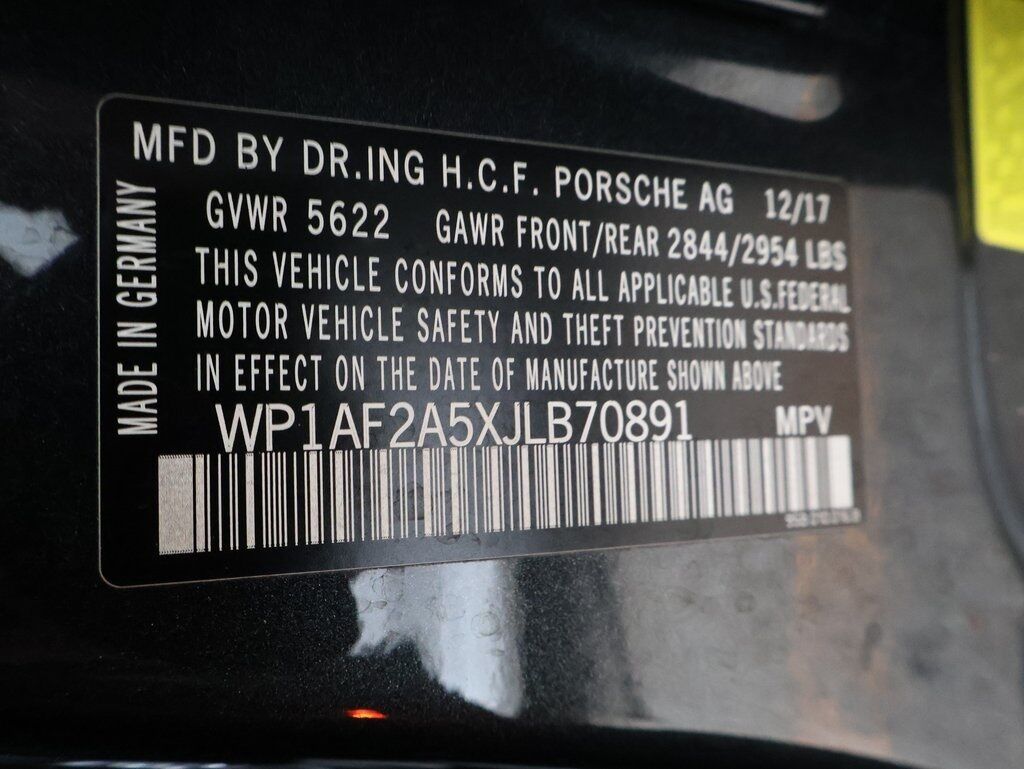 MFD BY DR.ING H.C.F. PORSCHE AG 12/17
GVWR 5622 GAWR FRONT/REAR 2844/2954 LBS
THIS VEHICLE CONFORMS TO ALL APPLICABLE U.S.FEDERAL
MOTOR VEHICLE SAFETY AND THEFT PREVENTION STANDARDS
IN EFFECT ON THE DATE OF MANUFACTURE SHOWN ABOVE
WP1AF2A5XJLB70891 MPV
MADE IN GERMANY